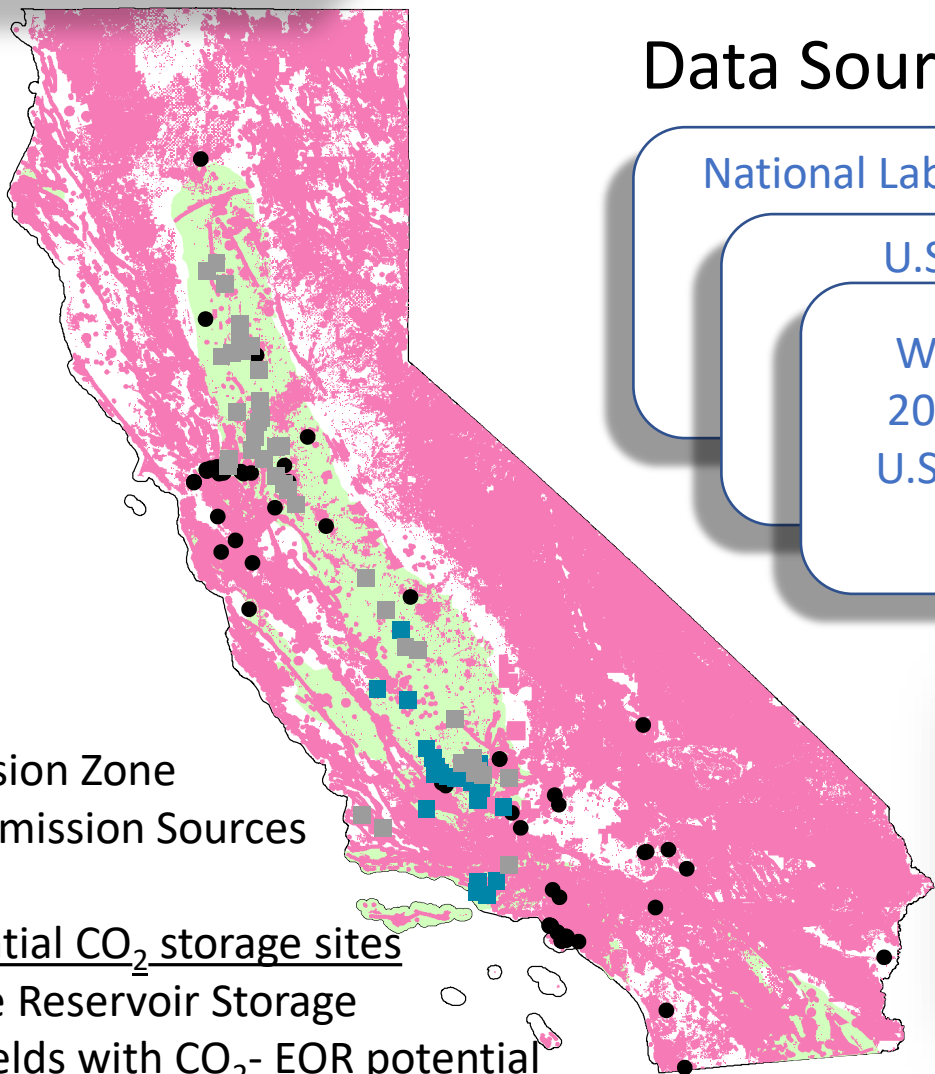 Data Sour
National Lab
U.S
W
20
U.S
sion Zone
mission Sources
ntial CO₂ storage sites
e Reservoir Storage
elds with CO₂- EOR potential